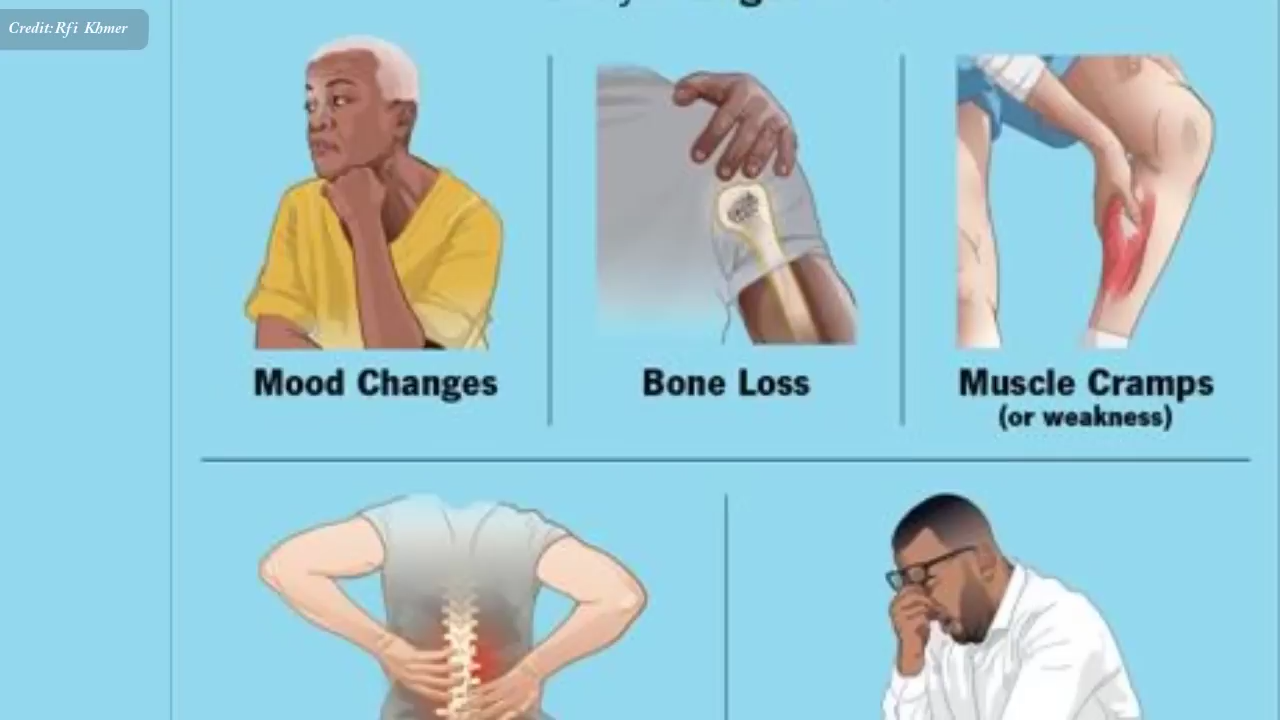 Credit:Rfi Khmer
Mood Changes
Bone Loss
Muscle Cramps
(or weakness)